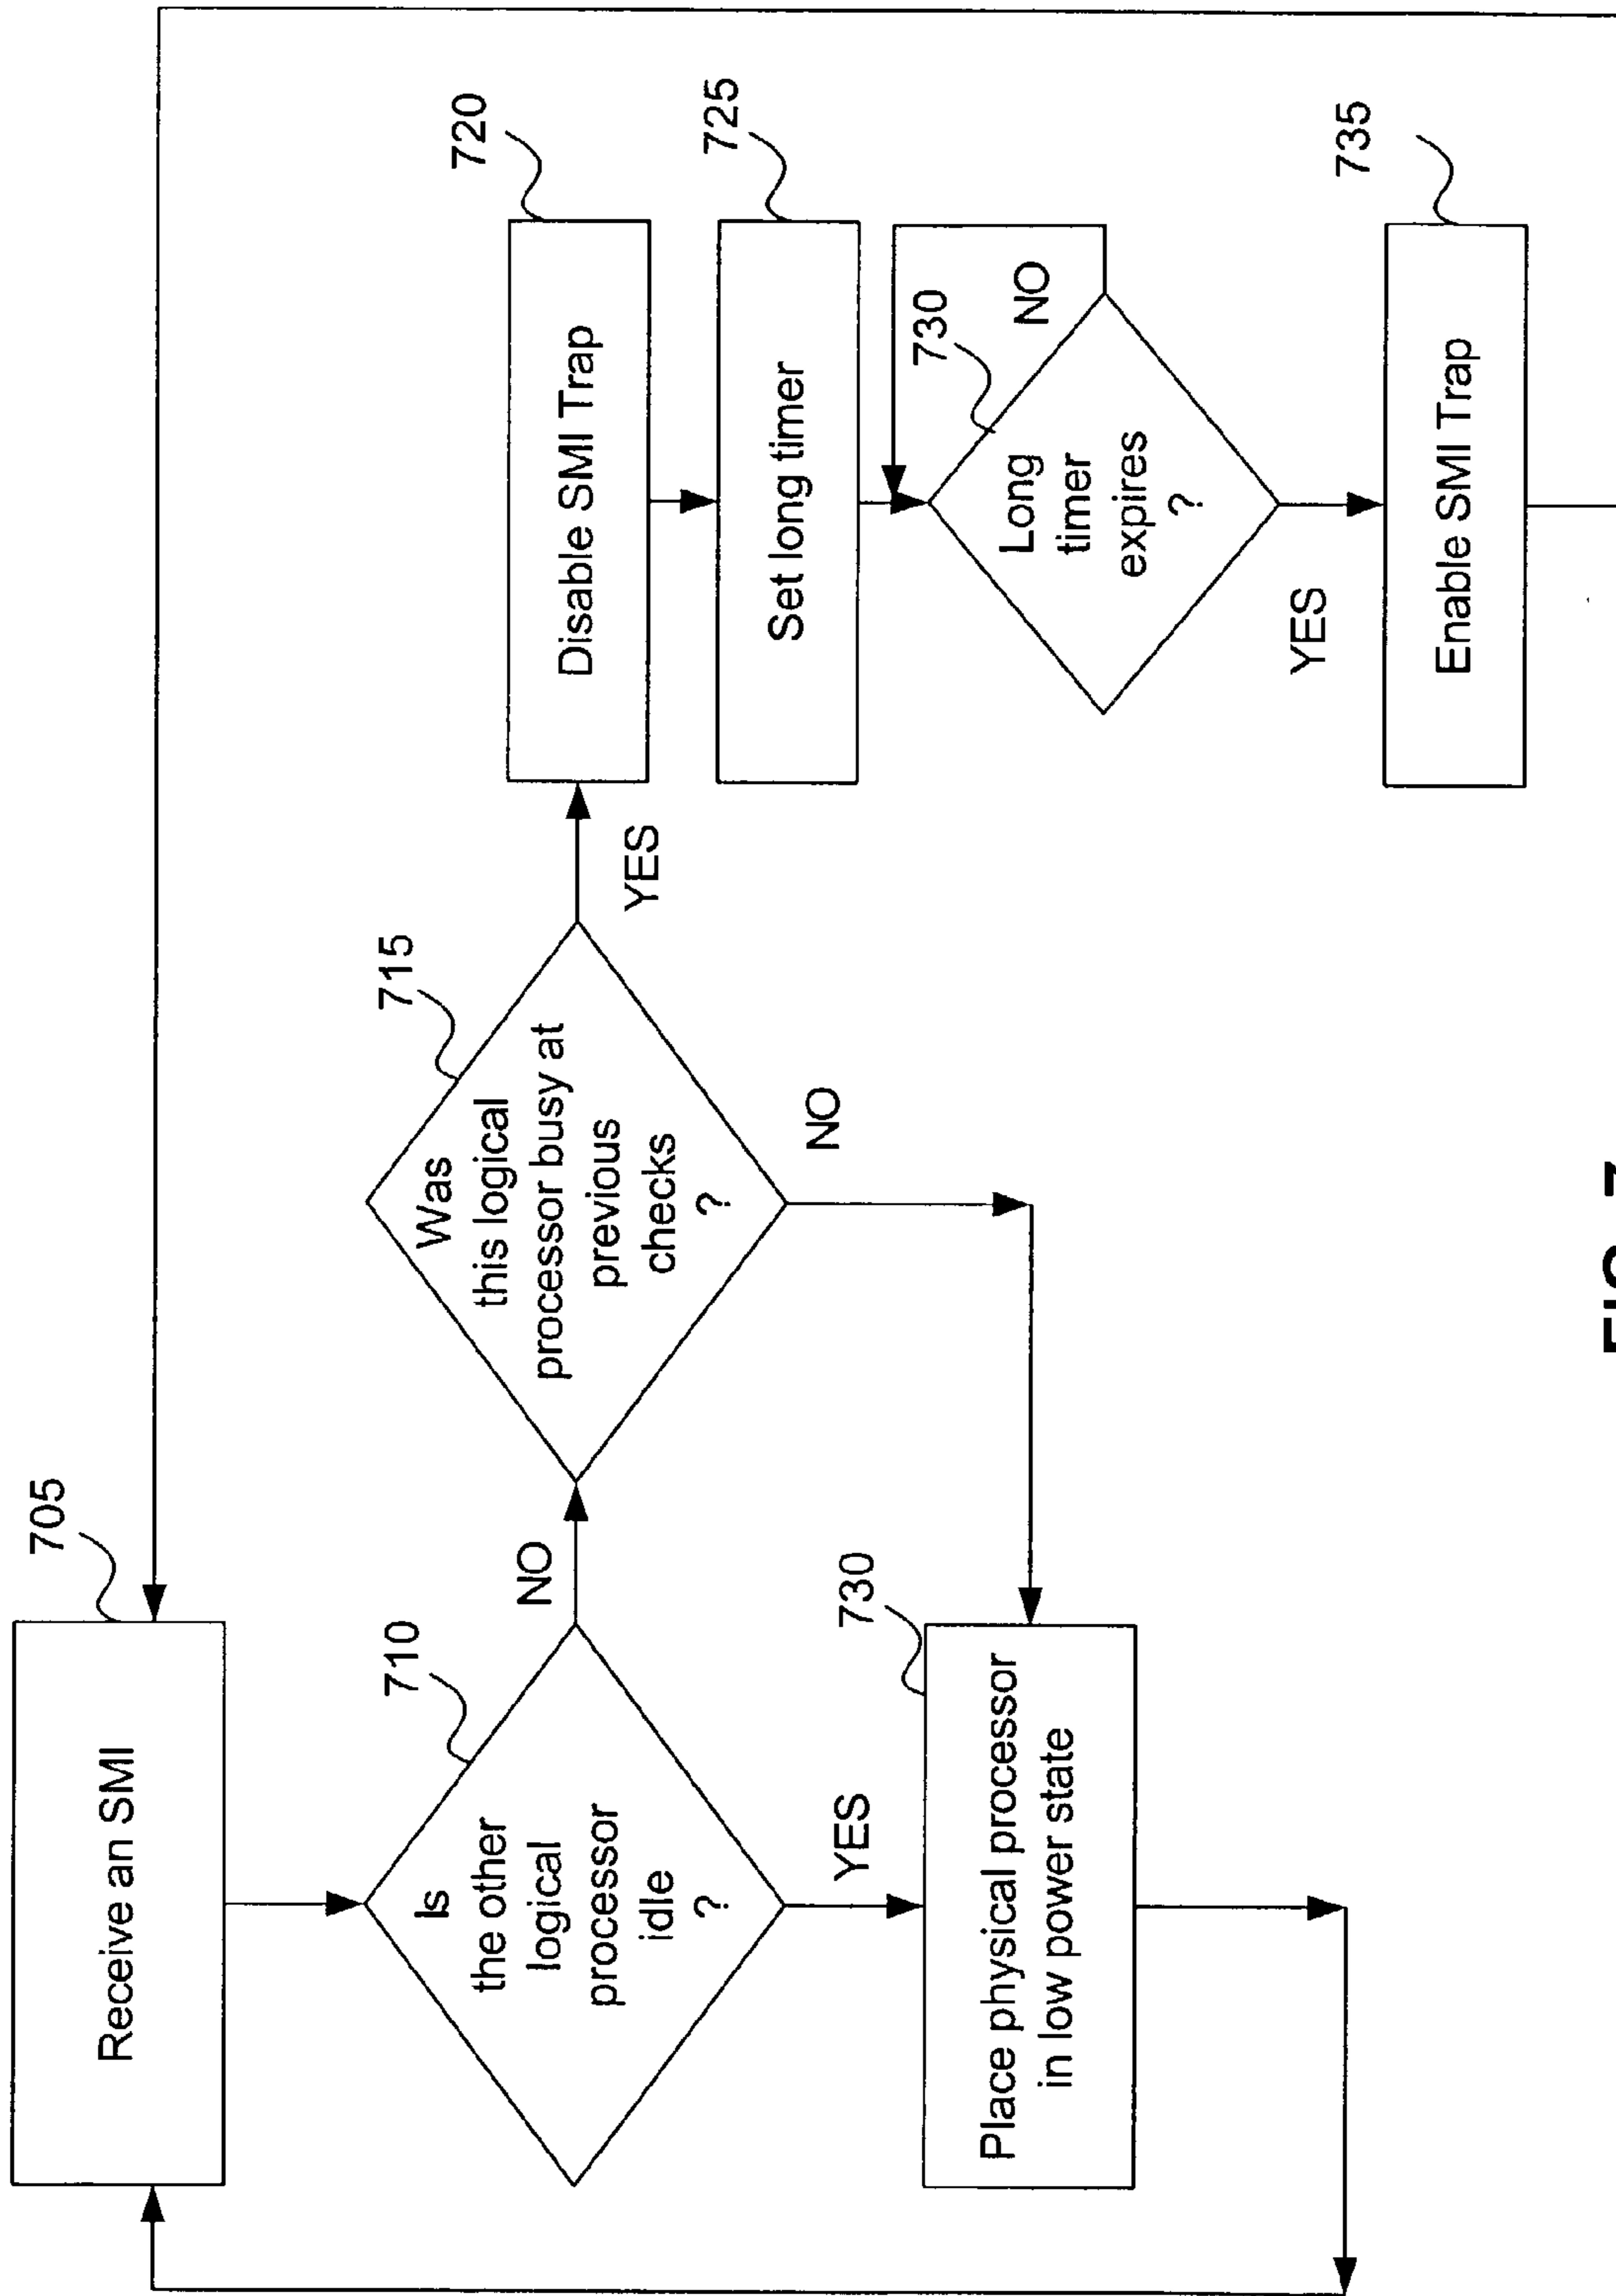 705
Receive an SMI
710
Is
the other
logical
processor
idle
?
NO
YES
715
Was
this logical
processor busy at
previous
checks
?
YES
NO
720
Disable SMI Trap
725
Set long timer
730
Long
timer
expires
?
NO
YES
735
Enable SMI Trap
730
Place physical processor
in low power state
FIG. 7